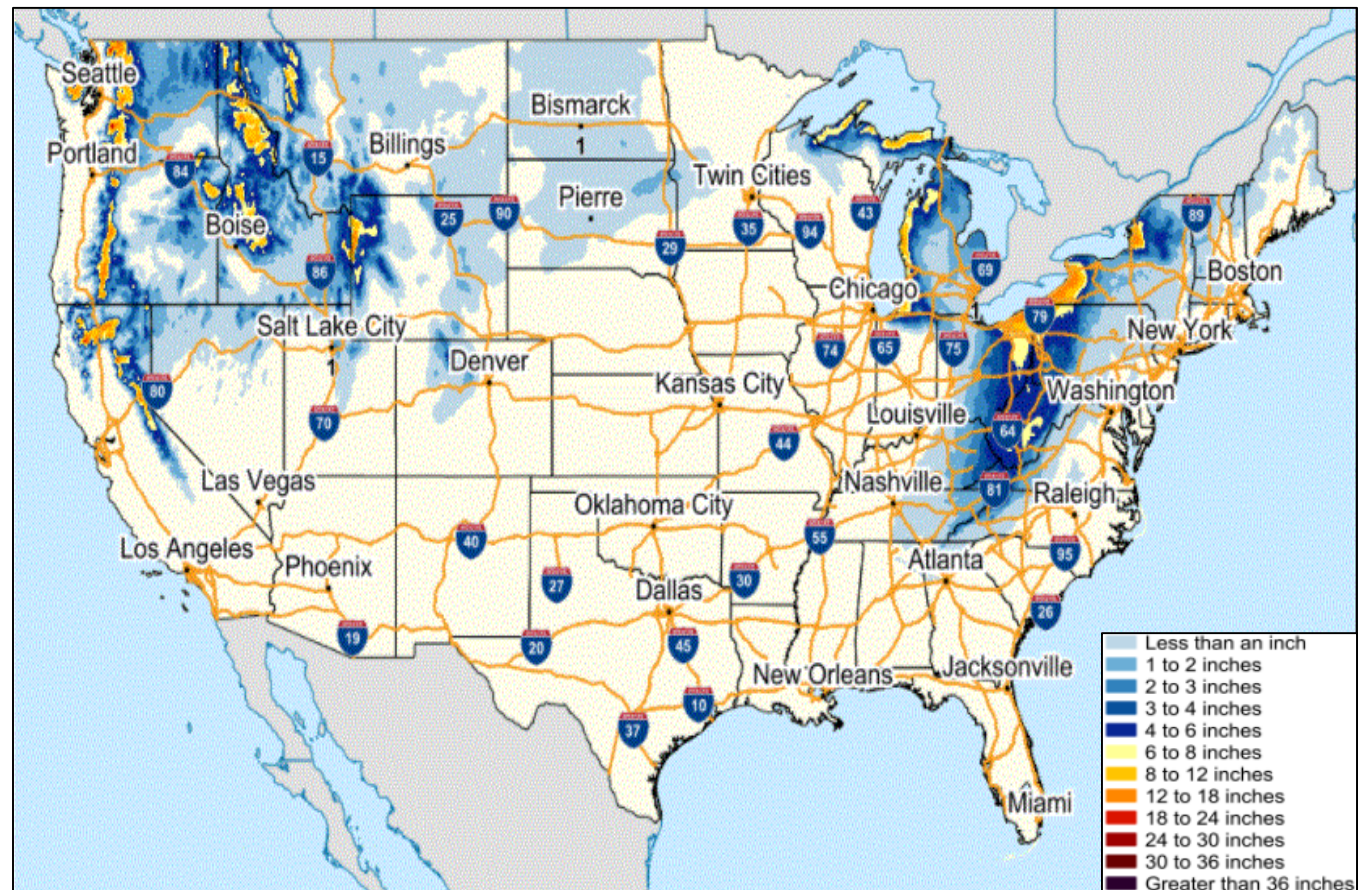 Seattle
Bismarck
1
Portland
84
15
Billings
Twin Cities
Pierre
25
90
43
89
Boise
35
94
29
86
69
Boston
Chicago
Salt Lake City
1
1
79
New York
74
65
75
Denver
80
Kansas City
Washington
70
Louisville
64
44
Las Vegas
Nashville
81
Raleigh
Oklahoma City
40
55
95
Los Angeles
Phoenix
Atlanta
27
30
Dallas
26
19
20
45
New Orleans
Jacksonville
10
37
Miami
Less than an inch
1 to 2 inches
2 to 3 inches
3 to 4 inches
4 to 6 inches
6 to 8 inches
8 to 12 inches
12 to 18 inches
18 to 24 inches
24 to 30 inches
30 to 36 inches
Greater than 36 inches